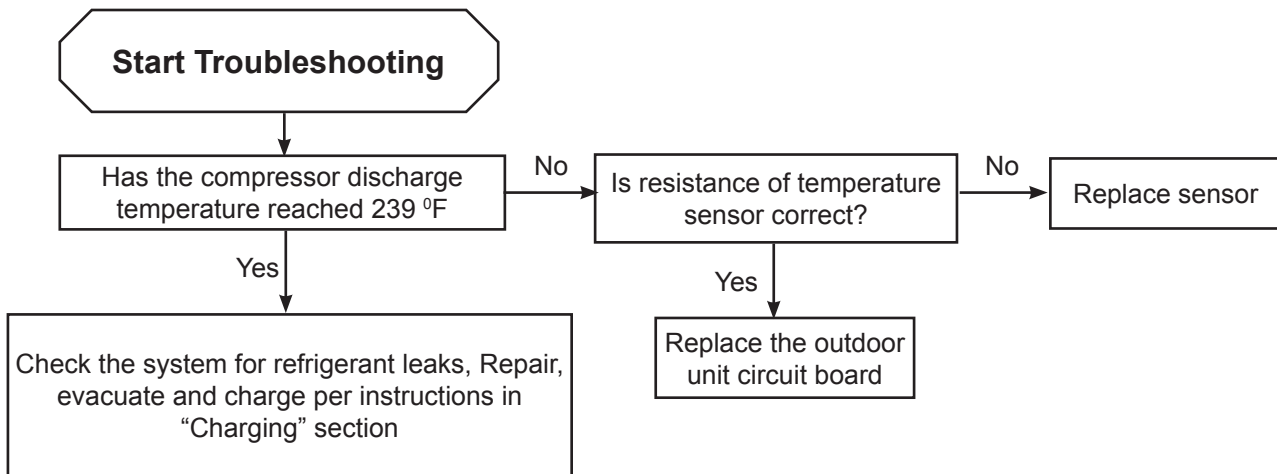 Start Troubleshooting
Has the compressor discharge
temperature reached 239 ⁰F
No
Is resistance of temperature
sensor correct?
No
Replace sensor
Yes
Yes
Check the system for refrigerant leaks, Repair,
evacuate and charge per instructions in
“Charging” section
Replace the outdoor
unit circuit board